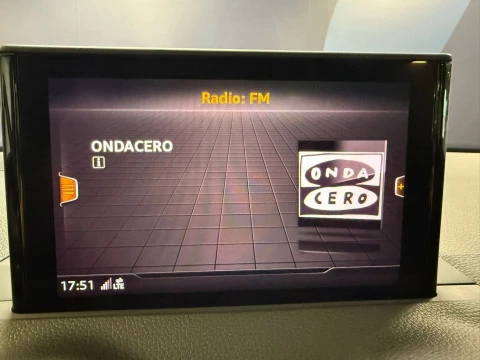 Radio: FM
ONDACERO
i
ONDA
CERO
17:51 LTE